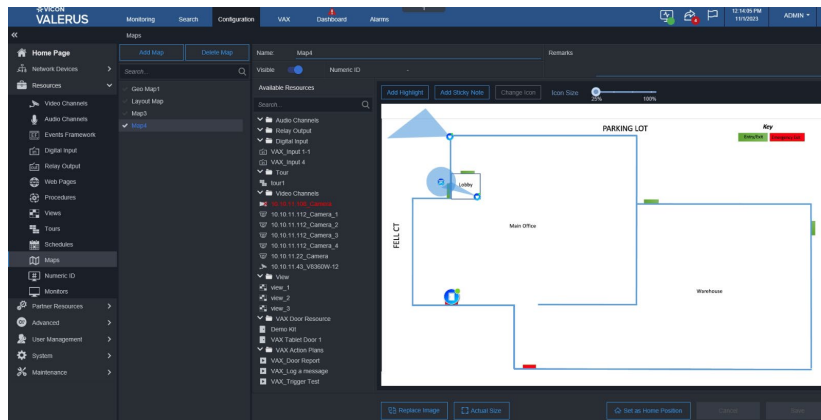 VICON
VALERUS
Monitoring Search Configuration VAX Dashboard Alarms
12:14:05 PM
11/1/2023
ADMIN
Maps
Home Page
Network Devices
Resources
Video Channels
Audio Channels
Events Framework
Digital Input
Relay Output
Web Pages
Procedures
Views
Tours
Schedules
Maps
Numeric ID
Monitors
Partner Resources
Advanced
User Management
System
Maintenance
Add Map Delete Map
Search...
Geo Map1
Layout Map
Map3
Map4
Name: Map4
Remarks
Visible Numeric ID -
Available Resources
Search...
Audio Channels
Relay Output
Digital Input
VAX_Input 1-1
VAX_Input 4
Tour
tour1
Video Channels
10.10.11.112_Camera_1
10.10.11.112_Camera_2
10.10.11.112_Camera_3
10.10.11.112_Camera_4
10.10.11.22_Camera
10.10.11.43_V8360W-12
View
view_1
view_2
view_3
VAX Door Resource
Demo Kit
VAX Tablet Door 1
VAX Action Plans
VAX_Door Report
VAX_Log a message
VAX_Trigger Test
Add Highlight Add Sticky Note Change Icon Icon Size 25% 100%
PARKING LOT
Key
Entry/Exit
Lobby
FELL CT
Main Office
Warehouse
Replace Image Actual Size Set as Home Position Cancel Save